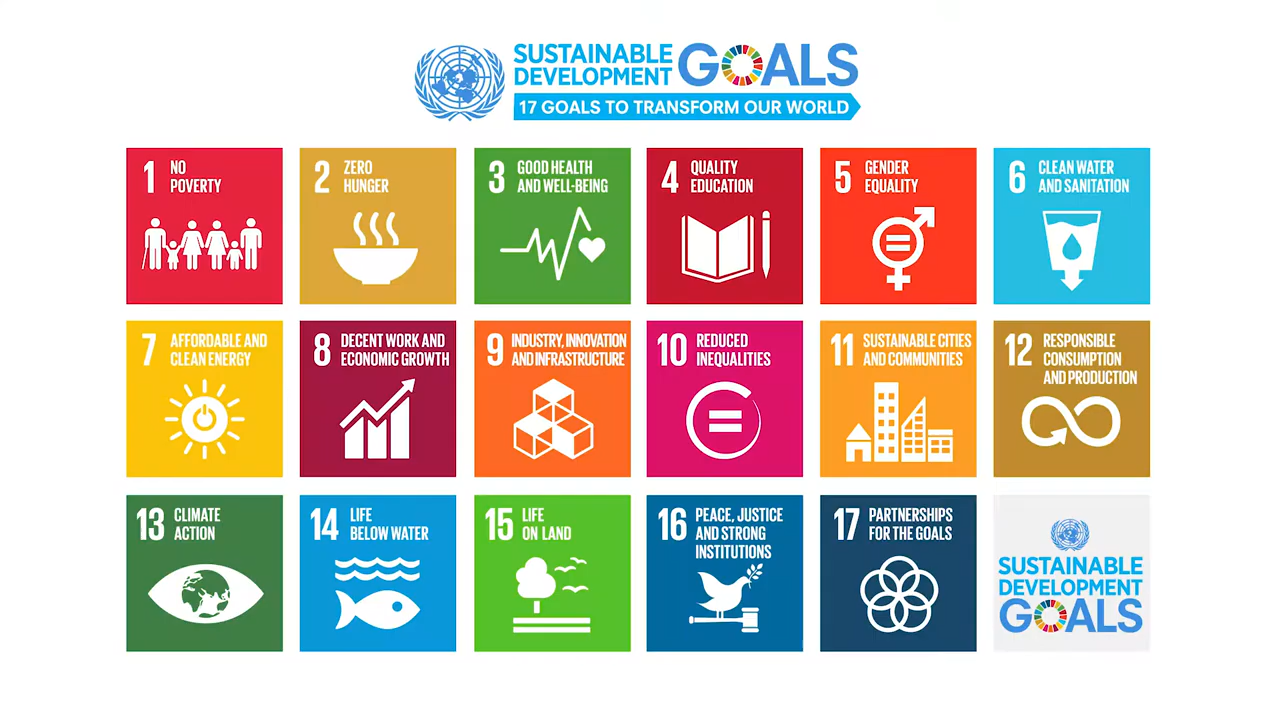 SUSTAINABLE
DEVELOPMENT
GOALS
17 GOALS TO TRANSFORM OUR WORLD
1 NO
POVERTY
2 ZERO
HUNGER
3 GOOD HEALTH
AND WELL-BEING
4 QUALITY
EDUCATION
5 GENDER
EQUALITY
6 CLEAN WATER
AND SANITATION
7 AFFORDABLE AND
CLEAN ENERGY
8 DECENT WORK AND
ECONOMIC GROWTH
9 INDUSTRY, INNOVATION
AND INFRASTRUCTURE
10 REDUCED
INEQUALITIES
11 SUSTAINABLE CITIES
AND COMMUNITIES
12 RESPONSIBLE
CONSUMPTION
AND PRODUCTION
13 CLIMATE
ACTION
14 LIFE
BELOW WATER
15 LIFE
ON LAND
16 PEACE, JUSTICE
AND STRONG
INSTITUTIONS
17 PARTNERSHIPS
FOR THE GOALS
SUSTAINABLE
DEVELOPMENT
GOALS